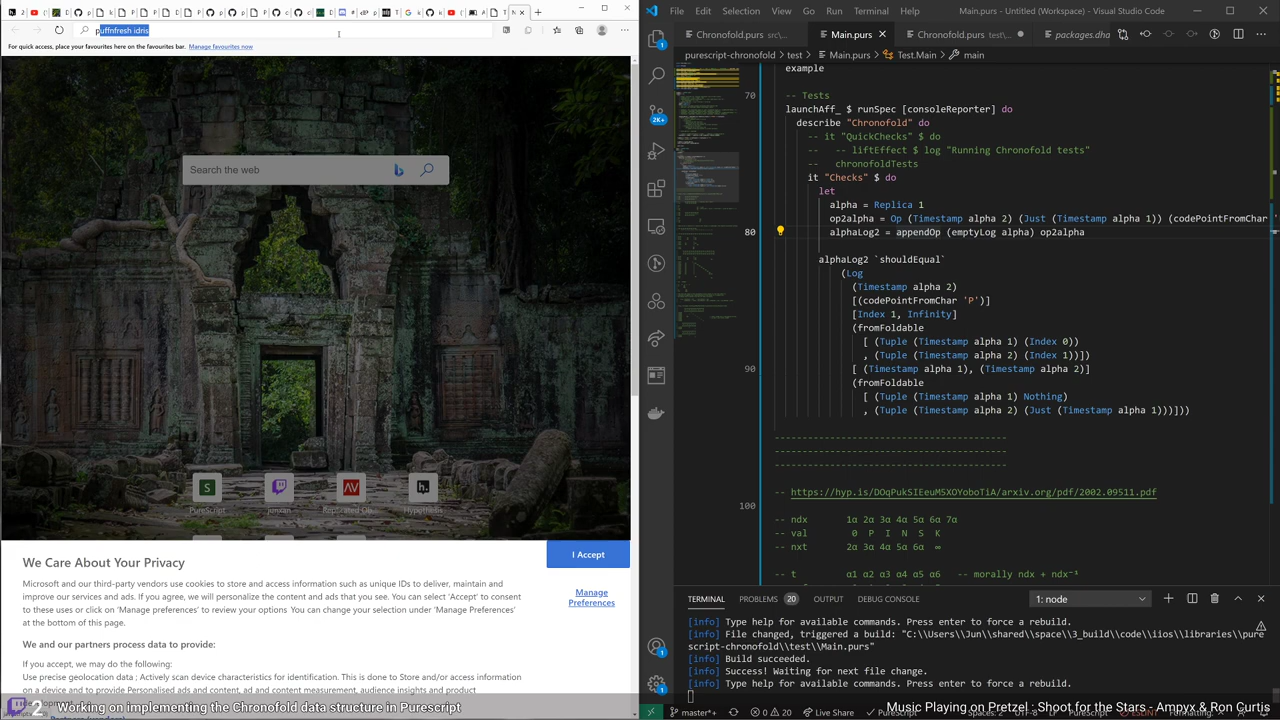 puffnfresh idris
For quick access, place your favourites here on the favourites bar. Manage favourites now
Search the web
PureScript
junxan
Replicated Ob...
Hypothesis
We Care About Your Privacy
Microsoft and our third-party vendors use cookies to store and access information such as unique IDs to deliver, maintain and
improve our services and ads. If you agree, we will personalize the content and ads that you see. You can select 'Accept' to consent
to these uses or click on 'Manage preferences' to review your options You can change your selection under 'Manage Preferences'
at the bottom of this page.
We and our partners process data to provide:
If you accept, we may do the following:
Use precise geolocation data ; Actively scan device characteristics for identification. This is done to Store and/or access information
on a device and to provide Personalised ads and content, ad and content measurement, audience insights and product
I Accept
Manage
Preferences
2 Working on implementing the Chronofold data structure in Purescript
File Edit Selection View Go Run Terminal Help
Main.purs - iios (Workspace) - Visual Studio Code
Chronofold.purs src\...
Main.purs
Chronofold.purs test\...
packages.dha
purescript-chronofold > test > Main.purs > Test.Main > main
example
70 -- Tests
launchAff_ $ runSpec [consoleReporter] do
describe "Chronofold" do
-- it "QuickChecks" $ do
-- -- liftEffect $ log "Running Chronofold tests"
-- chronofoldTests
it "Checks" $ do
let
alpha = Replica 1
op2alpha = Op (Timestamp alpha 2) (Just (Timestamp alpha 1)) (codePointFromChar
80 alphaLog2 = appendOp (emptyLog alpha) op2alpha
alphaLog2 `shouldEqual`
(Log
(Timestamp alpha 2)
[(codePointFromChar 'P')]
[Index 1, Infinity]
(fromFoldable
[ (Tuple (Timestamp alpha 1) (Index 0))
, (Tuple (Timestamp alpha 2) (Index 1))])
90 [ (Timestamp alpha 1), (Timestamp alpha 2)]
(fromFoldable
[ (Tuple (Timestamp alpha 1) Nothing)
, (Tuple (Timestamp alpha 2) (Just (Timestamp alpha 1)))]))
----------------------------------
----------------------------------
----------------------------------
100
-- ndx 1α 2α 3α 4α 5α 6α 7α
-- val 0 P I N S K
-- nxt 2α 3α 4α 5α 6α ∞
-- t α1 α2 α3 α4 α5 α6 -- morally ndx + ndx⁻¹
TERMINAL PROBLEMS 20 OUTPUT DEBUG CONSOLE 1: node
[info] Type help for available commands. Press enter to force a rebuild.
[info] File changed, triggered a build: "C:\\Users\\Jun\\shared\\space\\3_build\\code\\iios\\libraries\\pure
script-chronofold\\test\\Main.purs"
[info] Build succeeded.
[info] Success! Waiting for next file change.
[info] Type help for available commands. Press enter to force a rebuild.
Music Playing on Pretzel : Shoot for the Stars - Amynx & Ron Curtis
master*+ 0 20 Live Share PureScript